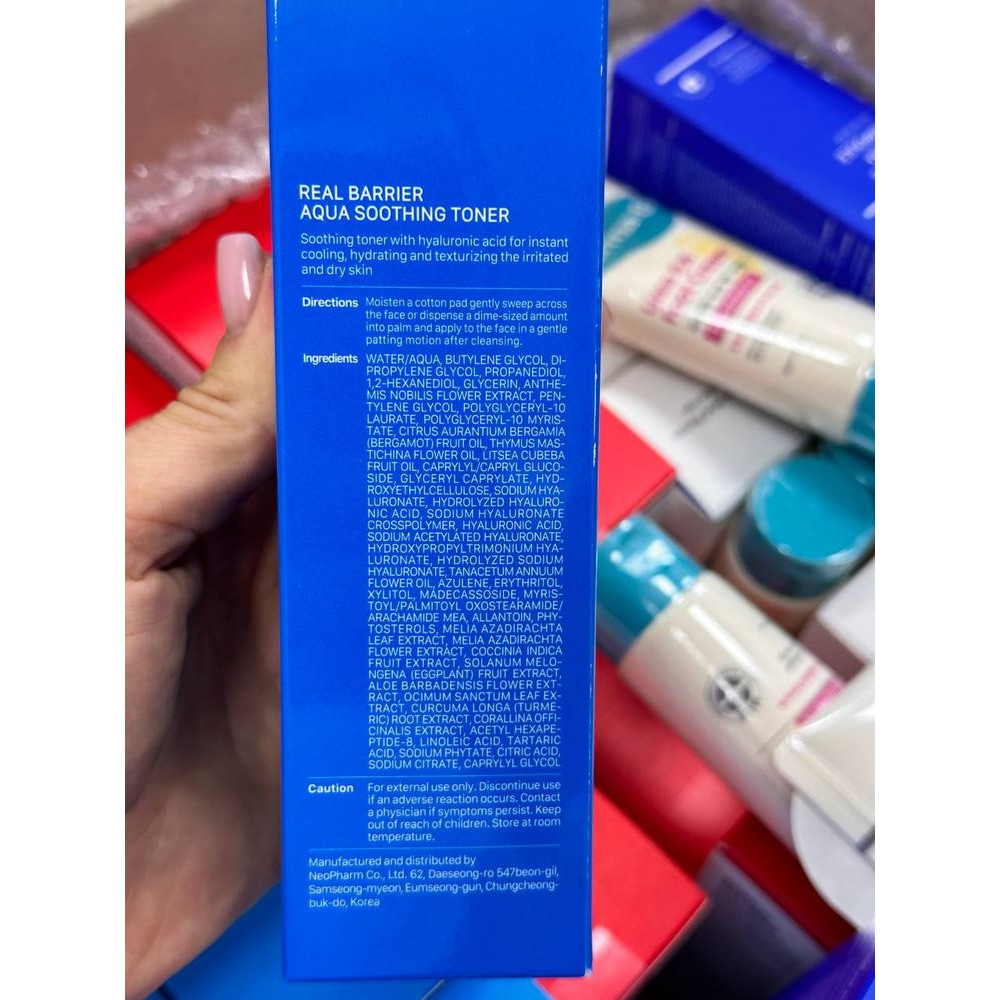 REAL BARRIER
AQUA SOOTHING TONER
Soothing toner with hyaluronic acid for instant
cooling, hydrating and texturizing the irritated
and dry skin
Directions Moisten a cotton pad gently sweep across
the face or dispense a dime-sized amount
into palm and apply to the face in a gentle
patting motion after cleansing.
Ingredients WATER/AQUA, BUTYLENE GLYCOL, DI-
PROPYLENE GLYCOL, PROPANEDIOL,
1,2-HEXANEDIOL, GLYCERIN, ANTHE-
MIS NOBILIS FLOWER EXTRACT, PEN-
TYLENE GLYCOL, POLYGLYCERYL-10
LAURATE, POLYGLYCERYL-10 MYRIS-
TATE, CITRUS AURANTIUM BERGAMIA
(BERGAMOT) FRUIT OIL, THYMUS MAS-
TICHINA FLOWER OIL, LITSEA CUBEBA
FRUIT OIL, CAPRYLYL/CAPRYL GLUCO-
SIDE, GLYCERYL CAPRYLATE, HYD-
ROXYETHYLCELLULOSE, SODIUM HYA-
LURONATE, HYDROLYZED HYALURO-
NIC ACID, SODIUM HYALURONATE
CROSSPOLYMER, HYALURONIC ACID,
SODIUM ACETYLATED HYALURONATE,
HYDROXYPROPYLTRIMONIUM HYA-
LURONATE, HYDROLYZED SODIUM
HYALURONATE, TANACETUM ANNUUM
FLOWER OIL, AZULENE, ERYTHRITOL,
XYLITOL, MADECASSOSIDE, MYRIS-
TOYL/PALMITOYL OXOSTEARAMIDE/
ARACHAMIDE MEA, ALLANTOIN, PHY-
TOSTEROLS, MELIA AZADIRACHTA
LEAF EXTRACT, MELIA AZADIRACHTA
FLOWER EXTRACT, COCCINIA INDICA
FRUIT EXTRACT, SOLANUM MELO-
NGENA (EGGPLANT) FRUIT EXTRACT,
ALOE BARBADENSIS FLOWER EXT-
RACT, OCIMUM SANCTUM LEAF EX-
TRACT, CURCUMA LONGA (TURME-
RIC) ROOT EXTRACT, CORALLINA OFFI-
CINALIS EXTRACT, ACETYL HEXAPE-
PTIDE-8, LINOLEIC ACID, TARTARIC
ACID, SODIUM PHYTATE, CITRIC ACID,
SODIUM CITRATE, CAPRYLYL GLYCOL
Caution For external use only. Discontinue use
if an adverse reaction occurs. Contact
a physician if symptoms persist. Keep
out of reach of children. Store at room
temperature.
Manufactured and distributed by
NeoPharm Co., Ltd. 62, Daeseong-ro 547beon-gil,
Samseong-myeon, Eumseong-gun, Chungcheong-
buk-do, Korea